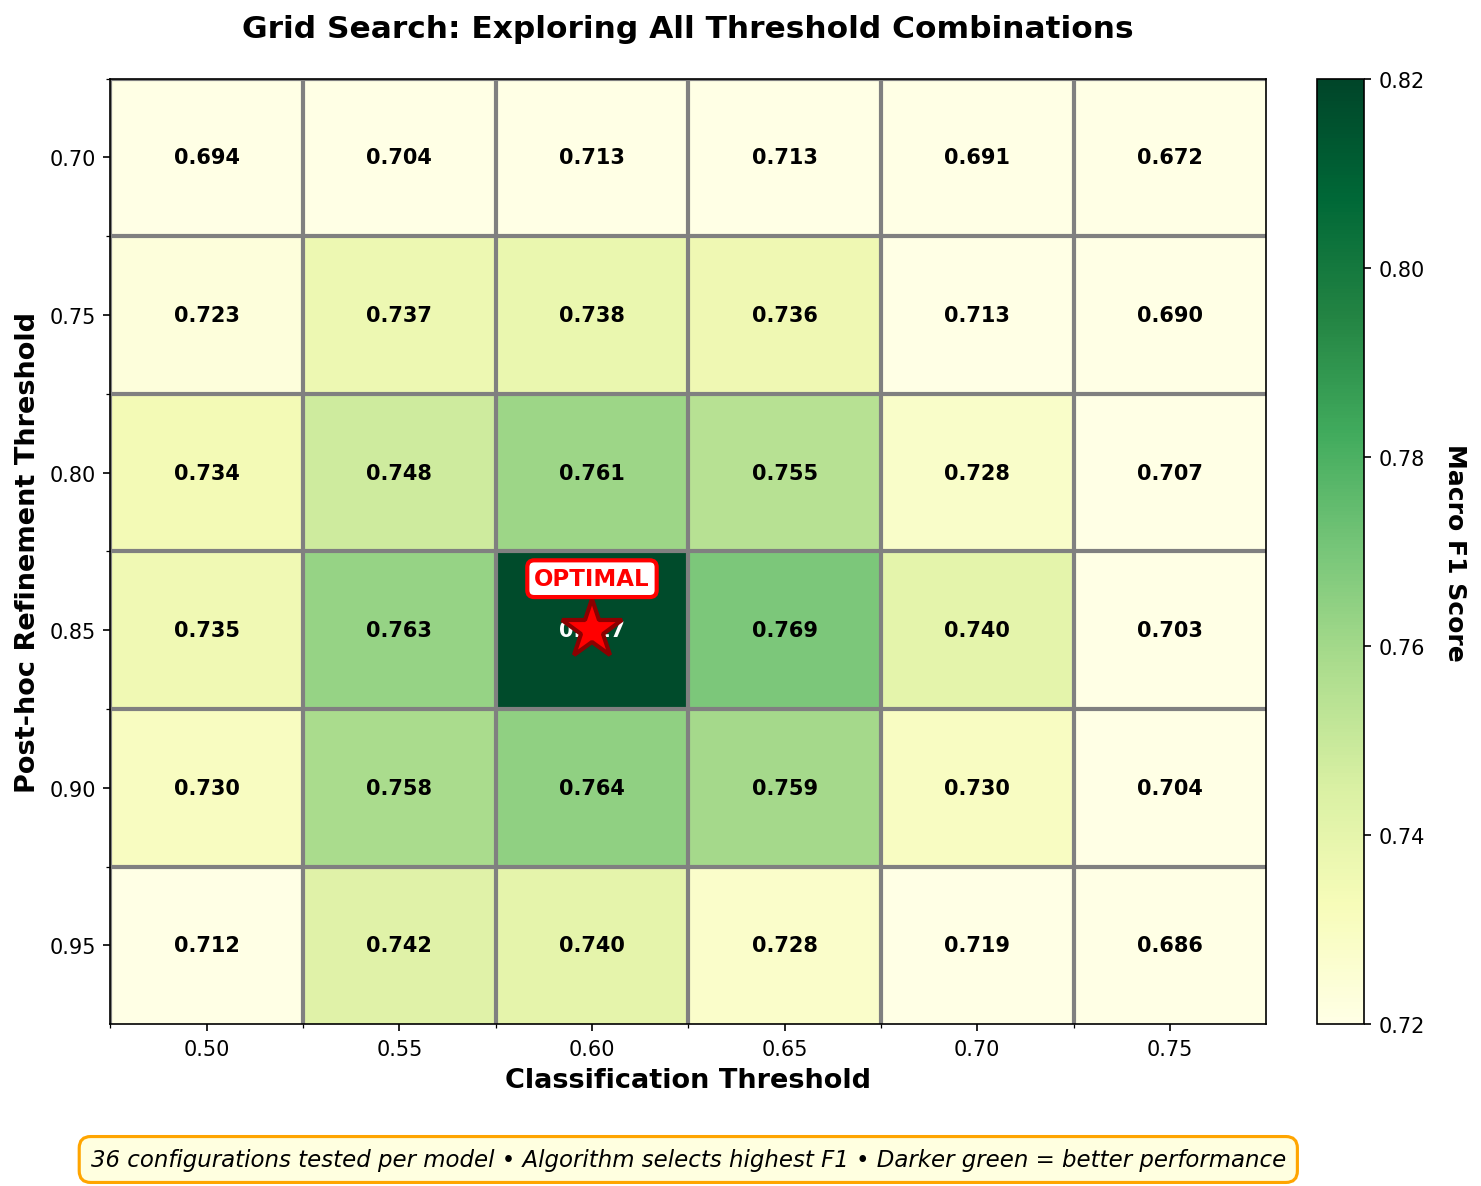 Grid Search: Exploring All Threshold Combinations
Post-hoc Refinement Threshold
0.70 0.694 0.704 0.713 0.713 0.691 0.672
0.75 0.723 0.737 0.738 0.736 0.713 0.690
0.80 0.734 0.748 0.761 0.755 0.728 0.707
OPTIMAL
0.85 0.735 0.763 0.769 0.740 0.703
0.90 0.730 0.758 0.764 0.759 0.730 0.704
0.95 0.712 0.742 0.740 0.728 0.719 0.686
0.50 0.55 0.60 0.65 0.70 0.75
Classification Threshold
0.82
0.80
0.78
0.76
0.74
0.72
Macro F1 Score
36 configurations tested per model • Algorithm selects highest F1 • Darker green = better performance